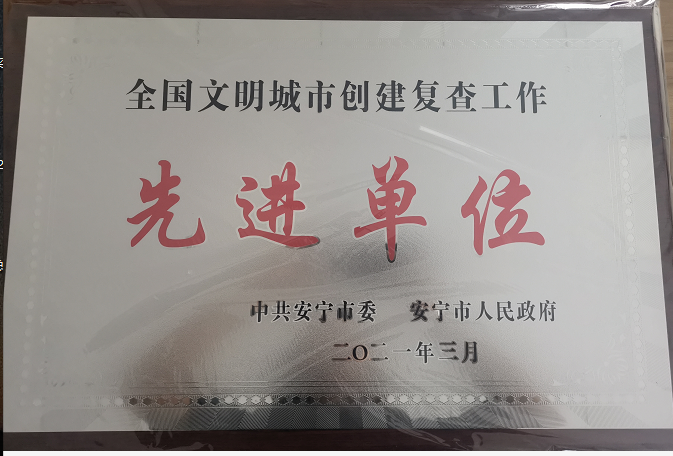 全国文明城市创建复查工作
先进单位
中共安宁市委 安宁市人民政府
二〇二一年三月